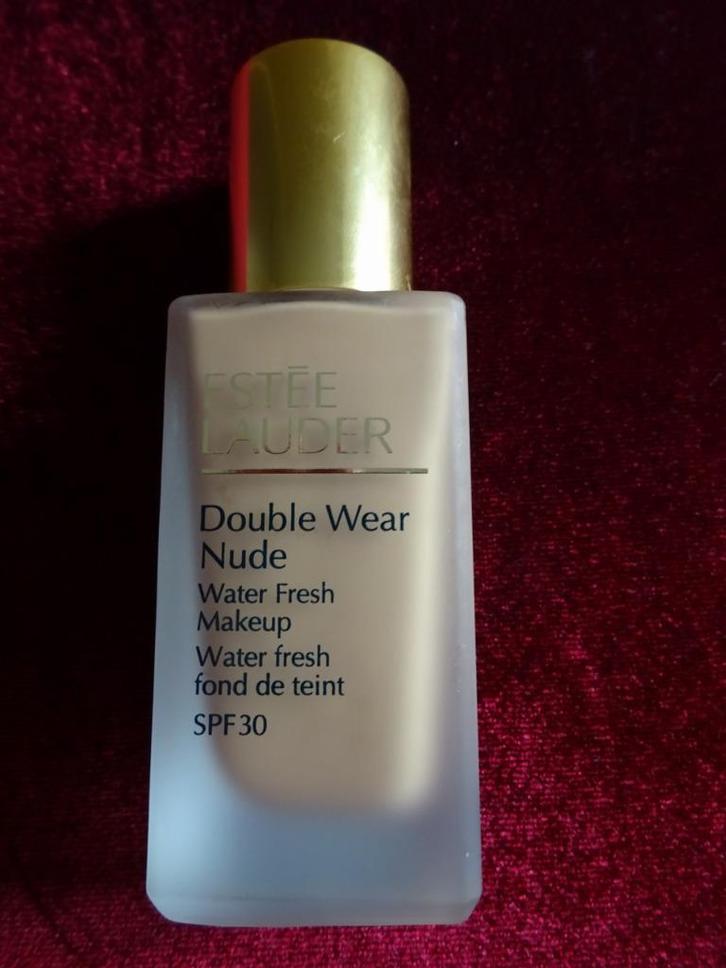 ESTĒE
LAUDER
Double Wear
Nude
Water Fresh
Makeup
Water fresh
fond de teint
SPF30